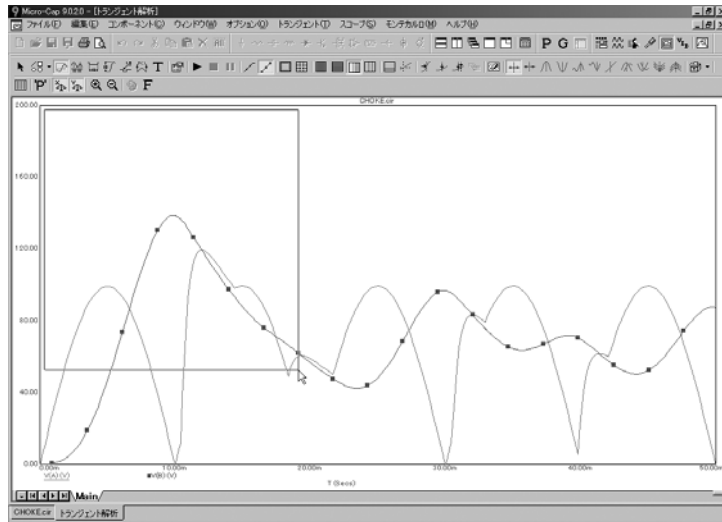 Micro-Cap 9.0.2.0 - [トランジェント解析]
ファイル(F) 編集(E) コンポーネント(C) ウィンドウ(W) オプション(O) トランジェント(T) スコープ(S) モンテカルロ(M) ヘルプ(H)
T P G
P F
CHOKE.cir
200.00
160.00
120.00
80.00
40.00
0.00
0.00m 10.00m 20.00m 30.00m 40.00m 50.00m
V(A) (V) V(B) (V)
T (Secs)
Main
CHOKE.cir トランジェント解析